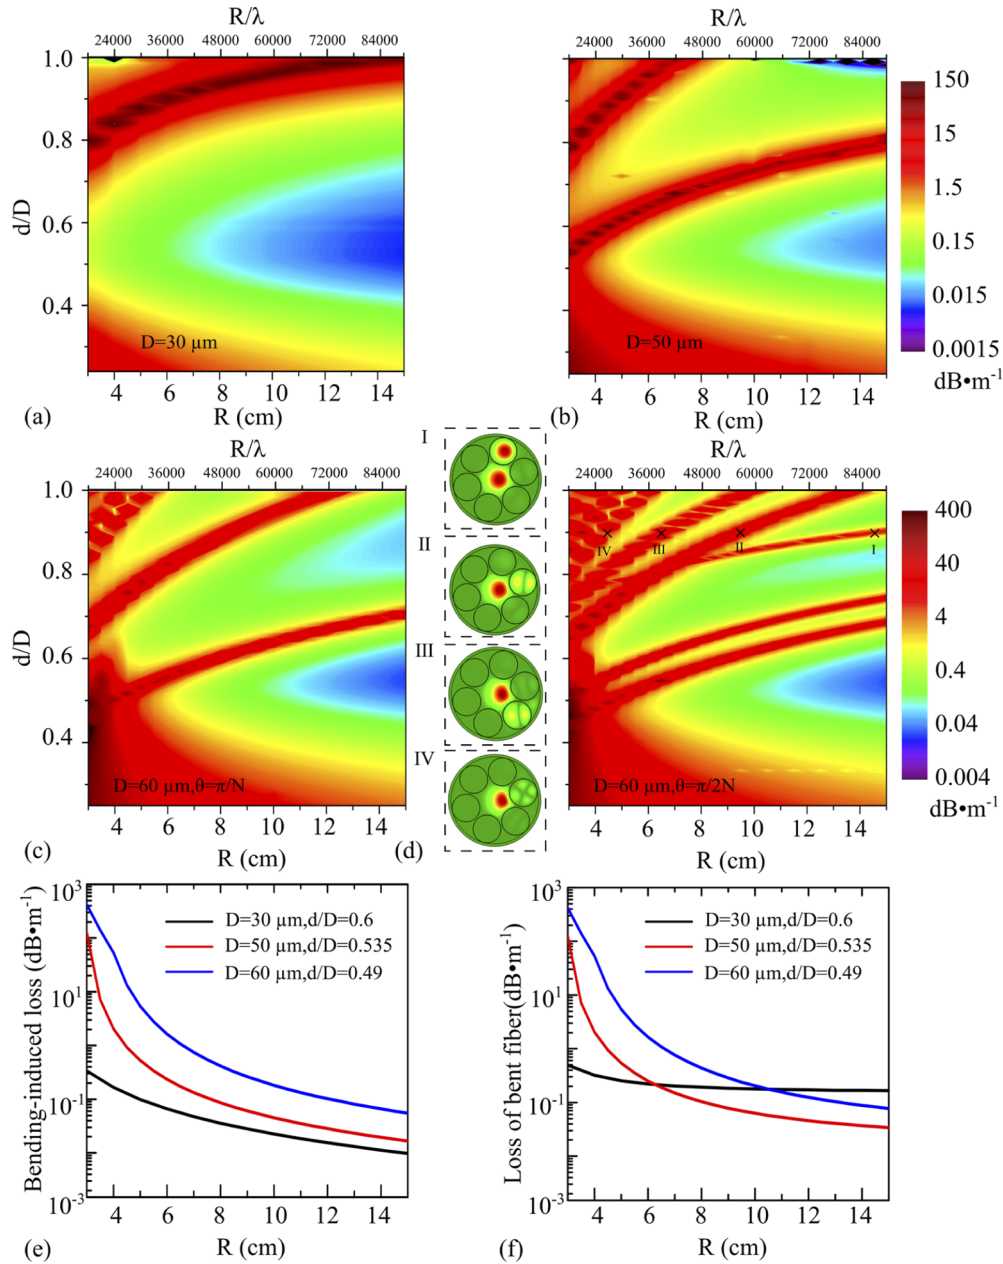 R/λ
24000 36000 48000 60000 72000 84000
1.0
0.8
0.6
0.4
d/D
D=30 µm
4 6 8 10 12 14
(a)
R (cm)
R/λ
24000 36000 48000 60000 72000 84000
D=50 µm
4 6 8 10 12 14
(b)
R (cm)
150
15
1.5
0.15
0.015
0.0015
dB•m-1
R/λ
24000 36000 48000 60000 72000 84000
1.0
0.8
0.6
0.4
d/D
D=60 µm,θ=π/N
4 6 8 10 12 14
(c)
R (cm)
I
II
III
IV
(d)
R/λ
24000 36000 48000 60000 72000 84000
IV III II I
D=60 µm,θ=π/2N
4 6 8 10 12 14
R (cm)
400
40
4
0.4
0.04
0.004
dB•m-1
103
101
10-1
10-3
Bending-induced loss (dB•m-1)
D=30 µm,d/D=0.6
D=50 µm,d/D=0.535
D=60 µm,d/D=0.49
4 6 8 10 12 14
(e)
R (cm)
103
101
10-1
10-3
Loss of bent fiber(dB•m-1)
D=30 µm,d/D=0.6
D=50 µm,d/D=0.535
D=60 µm,d/D=0.49
4 6 8 10 12 14
(f)
R (cm)